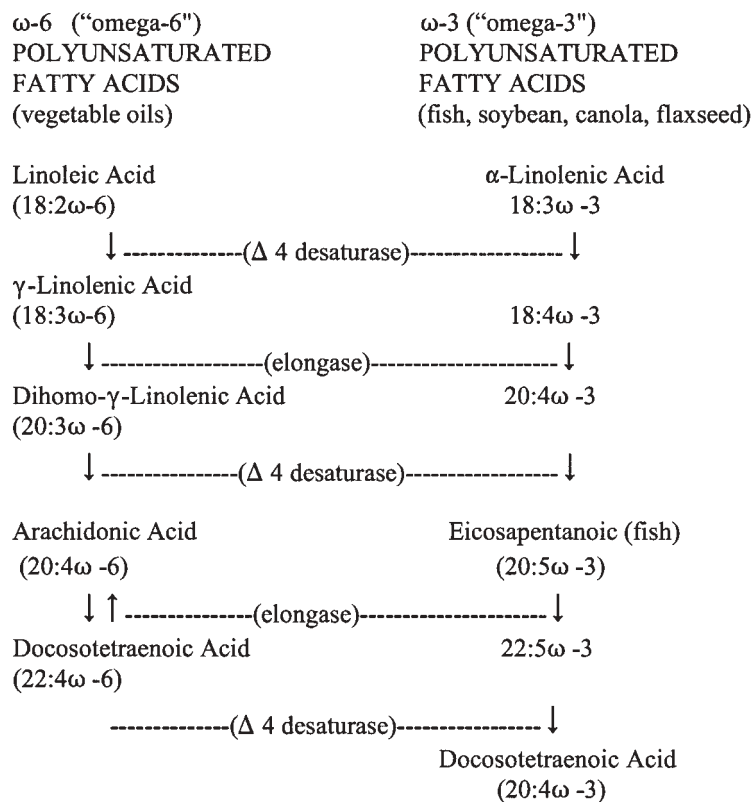 ω-6 ("omega-6") ω-3 ("omega-3")
POLYUNSATURATED POLYUNSATURATED
FATTY ACIDS FATTY ACIDS
(vegetable oils) (fish, soybean, canola, flaxseed)
Linoleic Acid α-Linolenic Acid
(18:2ω-6) 18:3ω -3
↓ -----------(Δ 4 desaturase)------------- ↓
γ-Linolenic Acid
(18:3ω-6) 18:4ω -3
↓ ----------------(elongase)------------------- ↓
Dihomo-γ-Linolenic Acid 20:4ω -3
(20:3ω -6)
↓ -------------(Δ 4 desaturase)--------------- ↓
Arachidonic Acid Eicosapentanoic (fish)
(20:4ω -6) (20:5ω -3)
↓ ↑ ------------(elongase)----------------- ↓
Docosotetraenoic Acid 22:5ω -3
(22:4ω -6)
------------(Δ 4 desaturase)-------------- ↓
Docosotetraenoic Acid
(20:4ω -3)